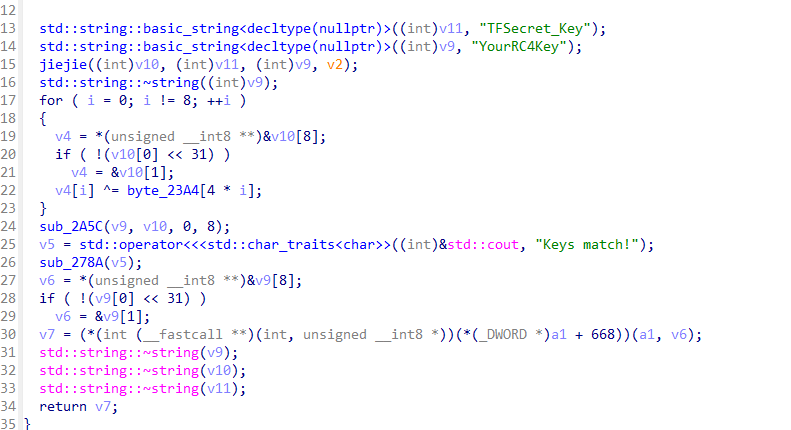 12
13 std::string::basic_string<decltype(nullptr)>((int)v11, "TFSecret_Key");
14 std::string::basic_string<decltype(nullptr)>((int)v9, "YourRC4Key");
15 jiejie((int)v10, (int)v11, (int)v9, v2);
16 std::string::~string((int)v9);
17 for ( i = 0; i != 8; ++i )
18 {
19 v4 = *(unsigned __int8 **)&v10[8];
20 if ( !(v10[0] << 31) )
21 v4 = &v10[1];
22 v4[i] ^= byte_23A4[4 * i];
23 }
24 sub_2A5C(v9, v10, 0, 8);
25 v5 = std::operator<<<std::char_traits<char>>((int)&std::cout, "Keys match!");
26 sub_278A(v5);
27 v6 = *(unsigned __int8 **)&v9[8];
28 if ( !(v9[0] << 31) )
29 v6 = &v9[1];
30 v7 = (*(int (__fastcall **)(int, unsigned __int8 *))(*(_DWORD *)a1 + 668))(a1, v6);
31 std::string::~string(v9);
32 std::string::~string(v10);
33 std::string::~string(v11);
34 return v7;
35 }